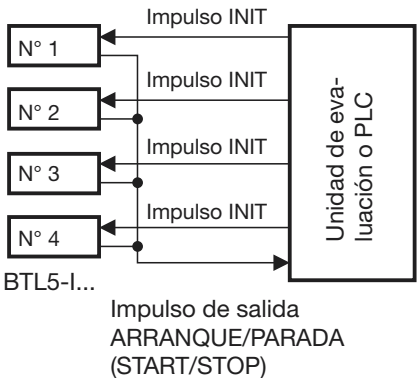 Impulso INIT
N° 1
Impulso INIT
N° 2
Impulso INIT
N° 3
Impulso INIT
N° 4
Unidad de eva-
luación o PLC
BTL5-I...
Impulso de salida
ARRANQUE/PARADA
(START/STOP)